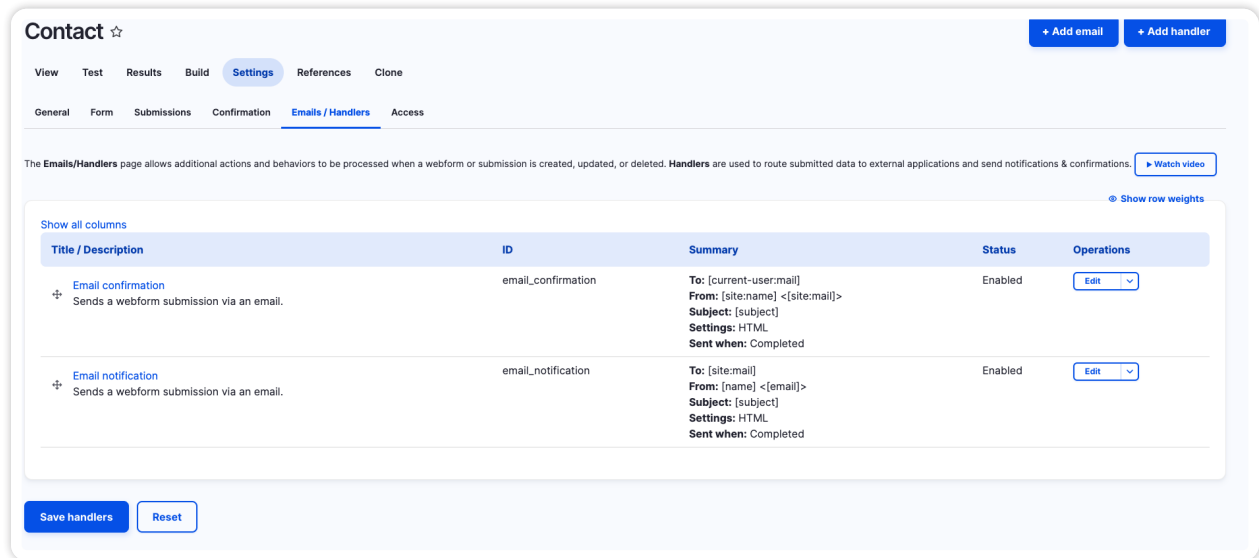 Contact
+ Add email
+ Add handler
View Test Results Build Settings References Clone
General Form Submissions Confirmation Emails / Handlers Access
The Emails/Handlers page allows additional actions and behaviors to be processed when a webform or submission is created, updated, or deleted. Handlers are used to route submitted data to external applications and send notifications & confirmations. Watch video
Show row weights
Show all columns
Title / Description ID Summary Status Operations
Email confirmation email_confirmation To: [current-user:mail] Enabled Edit
Sends a webform submission via an email.
From: [site:name] <[site:mail]>
Subject: [subject]
Settings: HTML
Sent when: Completed
Email notification email_notification To: [site:mail] Enabled Edit
Sends a webform submission via an email.
From: [name] <[email]>
Subject: [subject]
Settings: HTML
Sent when: Completed
Save handlers Reset